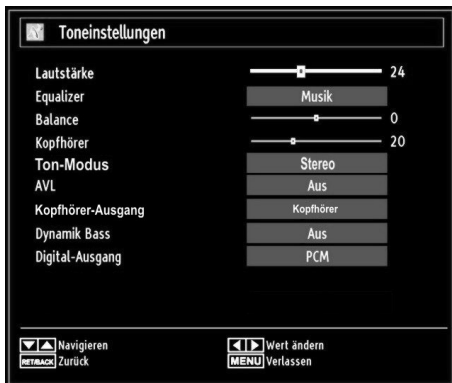 Toneinstellungen
Lautstärke 24
Equalizer Musik
Balance 0
Kopfhörer 20
Ton-Modus Stereo
AVL Aus
Kopfhörer-Ausgang Kopfhörer
Dynamik Bass Aus
Digital-Ausgang PCM
Navigieren Wert ändern
RET/BACK Zurück MENU Verlassen